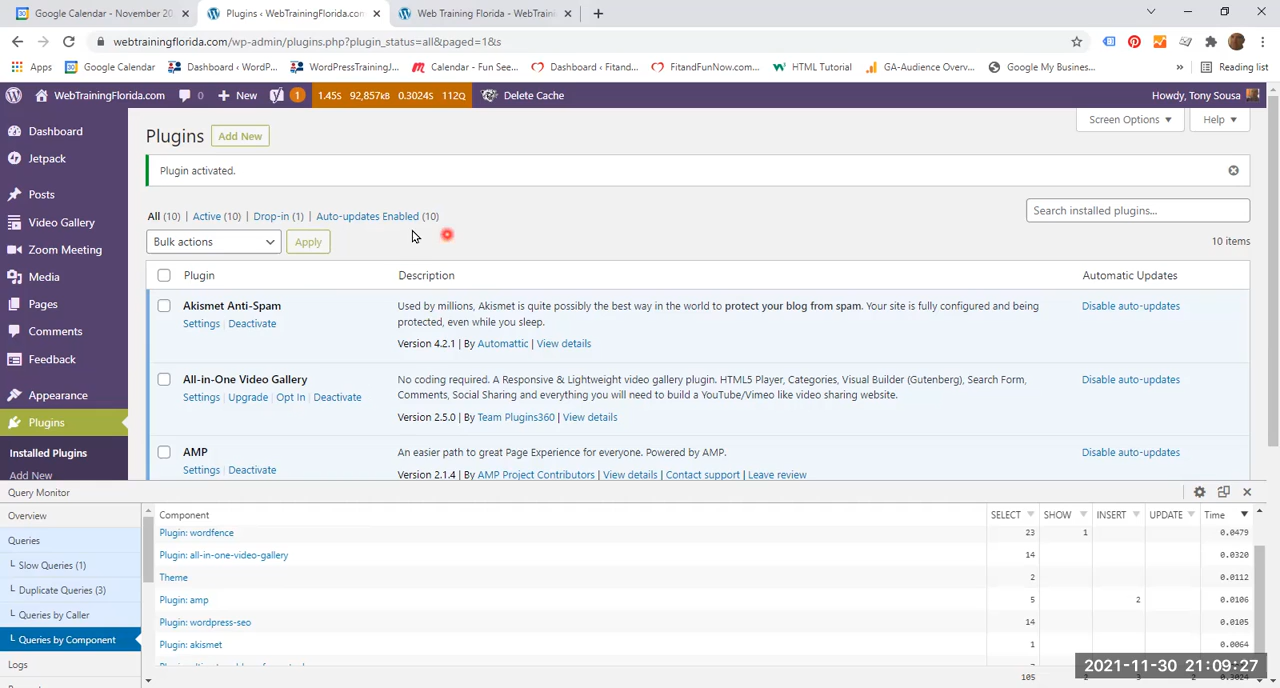 Google Calendar - November 20
Plugins ‹ WebTrainingFlorida.com
Web Training Florida - WebTrain
webtrainingflorida.com/wp-admin/plugins.php?plugin_status=all&paged=1&s
Apps Google Calendar Dashboard ‹ WordP... WordPressTrainingJ... Calendar - Fun See... Dashboard ‹ Fitand... FitandFunNow.com... HTML Tutorial GA-Audience Overv... Google My Busines... » Reading list
WebTrainingFlorida.com 0 + New 1 1.45s 92,857kB 0.3024S 112Q Delete Cache Howdy, Tony Sousa
Dashboard
Jetpack
Posts
Video Gallery
Zoom Meeting
Media
Pages
Comments
Feedback
Appearance
Plugins
Installed Plugins
Add New
Screen Options Help
Plugins Add New
Plugin activated.
All (10) | Active (10) | Drop-in (1) | Auto-updates Enabled (10)
Search installed plugins...
Bulk actions Apply
10 items
Plugin Description Automatic Updates
Akismet Anti-Spam
Settings | Deactivate
Used by millions, Akismet is quite possibly the best way in the world to protect your blog from spam. Your site is fully configured and being
protected, even while you sleep.
Version 4.2.1 | By Automattic | View details
Disable auto-updates
All-in-One Video Gallery
Settings | Upgrade | Opt In | Deactivate
No coding required. A Responsive & Lightweight video gallery plugin. HTML5 Player, Categories, Visual Builder (Gutenberg), Search Form,
Comments, Social Sharing and everything you will need to build a YouTube/Vimeo like video sharing website.
Version 2.5.0 | By Team Plugins360 | View details
Disable auto-updates
AMP
Settings | Deactivate
An easier path to great Page Experience for everyone. Powered by AMP.
Version 2.1.4 | By AMP Project Contributors | View details | Contact support | Leave review
Disable auto-updates
Query Monitor
Overview
Queries
Slow Queries (1)
Duplicate Queries (3)
Queries by Caller
Queries by Component
Logs
Component SELECT SHOW INSERT UPDATE Time
Plugin: wordfence 23 1 0.0479
Plugin: all-in-one-video-gallery 14 0.0320
Theme 2 0.0112
Plugin: amp 5 2 0.0106
Plugin: wordpress-seo 14 0.0105
Plugin: akismet 1 0.0064
105
2021-11-30 21:09:27